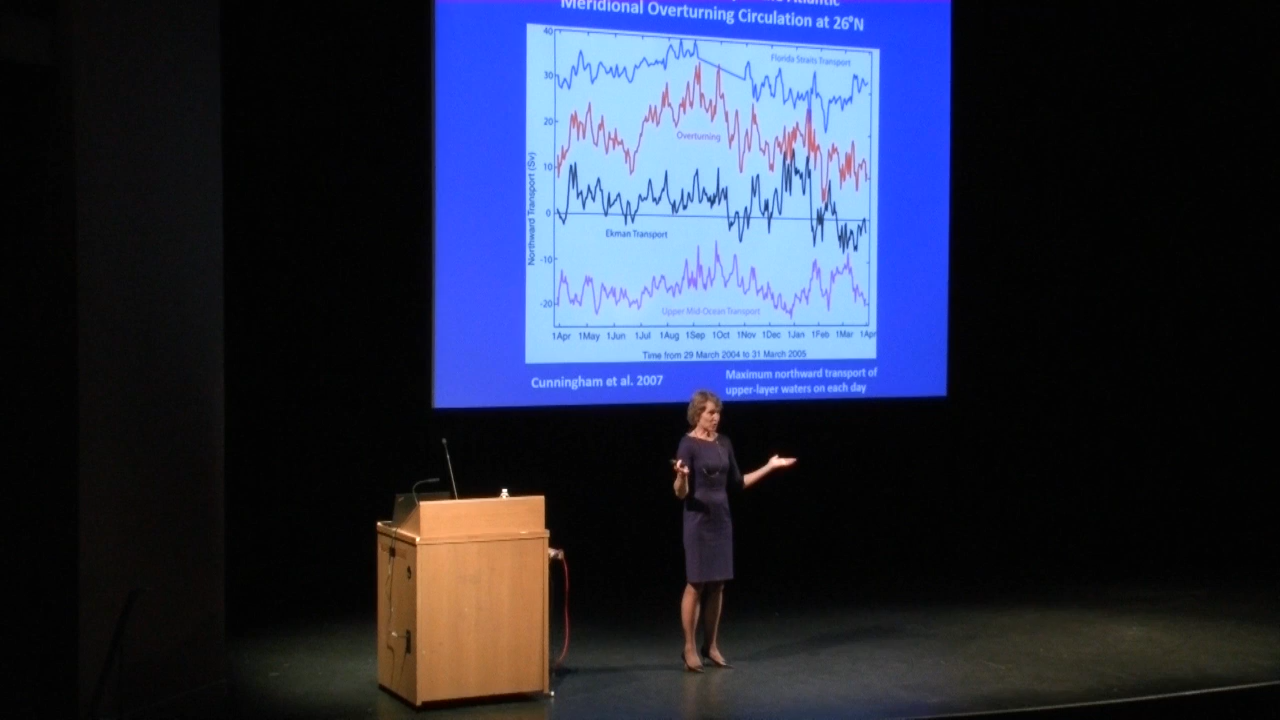 Atlantic
Meridional Overturning Circulation at 26°N
40
Florida Straits Transport
30
20
Overturning
10
Northward Transport (Sv)
0
Ekman Transport
-10
-20
Upper Mid-Ocean Transport
1Apr 1May 1Jun 1Jul 1Aug 1Sep 1Oct 1Nov 1Dec 1Jan 1Feb 1Mar 1Apr
Time from 29 March 2004 to 31 March 2005
Cunningham et al. 2007
Maximum northward transport of
upper-layer waters on each day